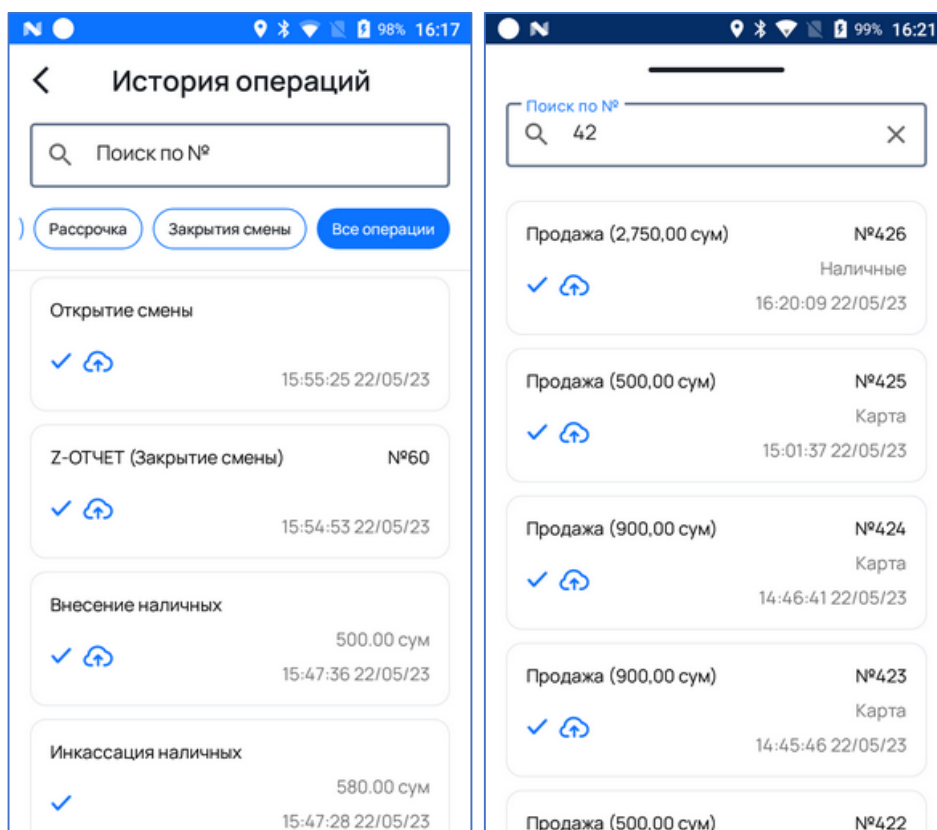 98% 16:17
История операций
Поиск по №
Рассрочка
Закрытия смены
Все операции
Открытие смены
15:55:25 22/05/23
Z-ОТЧЕТ (Закрытие смены) №60
15:54:53 22/05/23
Внесение наличных
500.00 сум
15:47:36 22/05/23
Инкассация наличных
580.00 сум
15:47:28 22/05/23
99% 16:21
Поиск по №
42
Продажа (2,750,00 сум) №426
Наличные
16:20:09 22/05/23
Продажа (500,00 сум) №425
Карта
15:01:37 22/05/23
Продажа (900,00 сум) №424
Карта
14:46:41 22/05/23
Продажа (900,00 сум) №423
Карта
14:45:46 22/05/23
Продажа (500,00 сум) №422